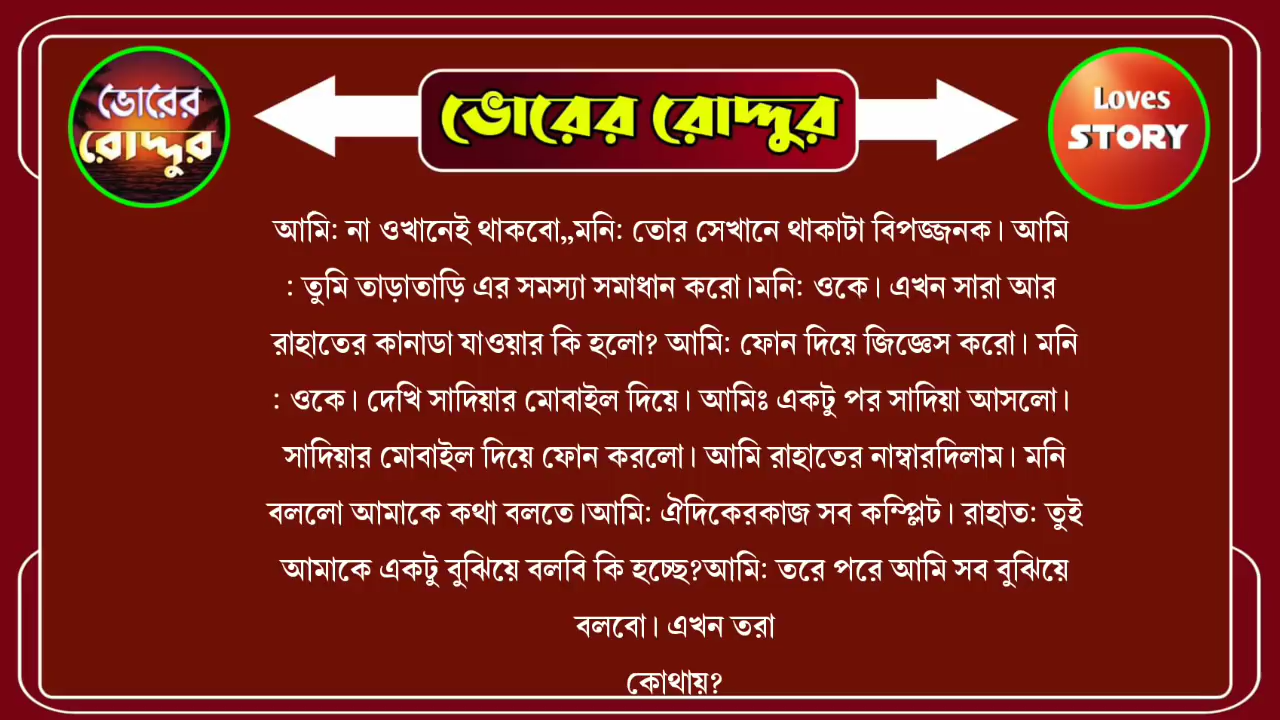 ভোরের
রোদ্দুর
ভোরের রোদ্দুর
Loves
STORY
আমি: না ওখানেই থাকবো,,মনি: তোর সেখানে থাকাটা বিপজ্জনক। আমি
: তুমি তাড়াতাড়ি এর সমস্যা সমাধান করো।মনি: ওকে। এখন সারা আর
রাহাতের কানাডা যাওয়ার কি হলো? আমি: ফোন দিয়ে জিজ্ঞেস করো। মনি
: ওকে। দেখি সাদিয়ার মোবাইল দিয়ে। আমিঃ একটু পর সাদিয়া আসলো।
সাদিয়ার মোবাইল দিয়ে ফোন করলো। আমি রাহাতের নাম্বারদিলাম। মনি
বললো আমাকে কথা বলতে।আমি: ঐদিকেরকাজ সব কম্প্লিট। রাহাত: তুই
আমাকে একটু বুঝিয়ে বলবি কি হচ্ছে?আমি: তরে পরে আমি সব বুঝিয়ে
বলবো। এখন তরা
কোথায়?